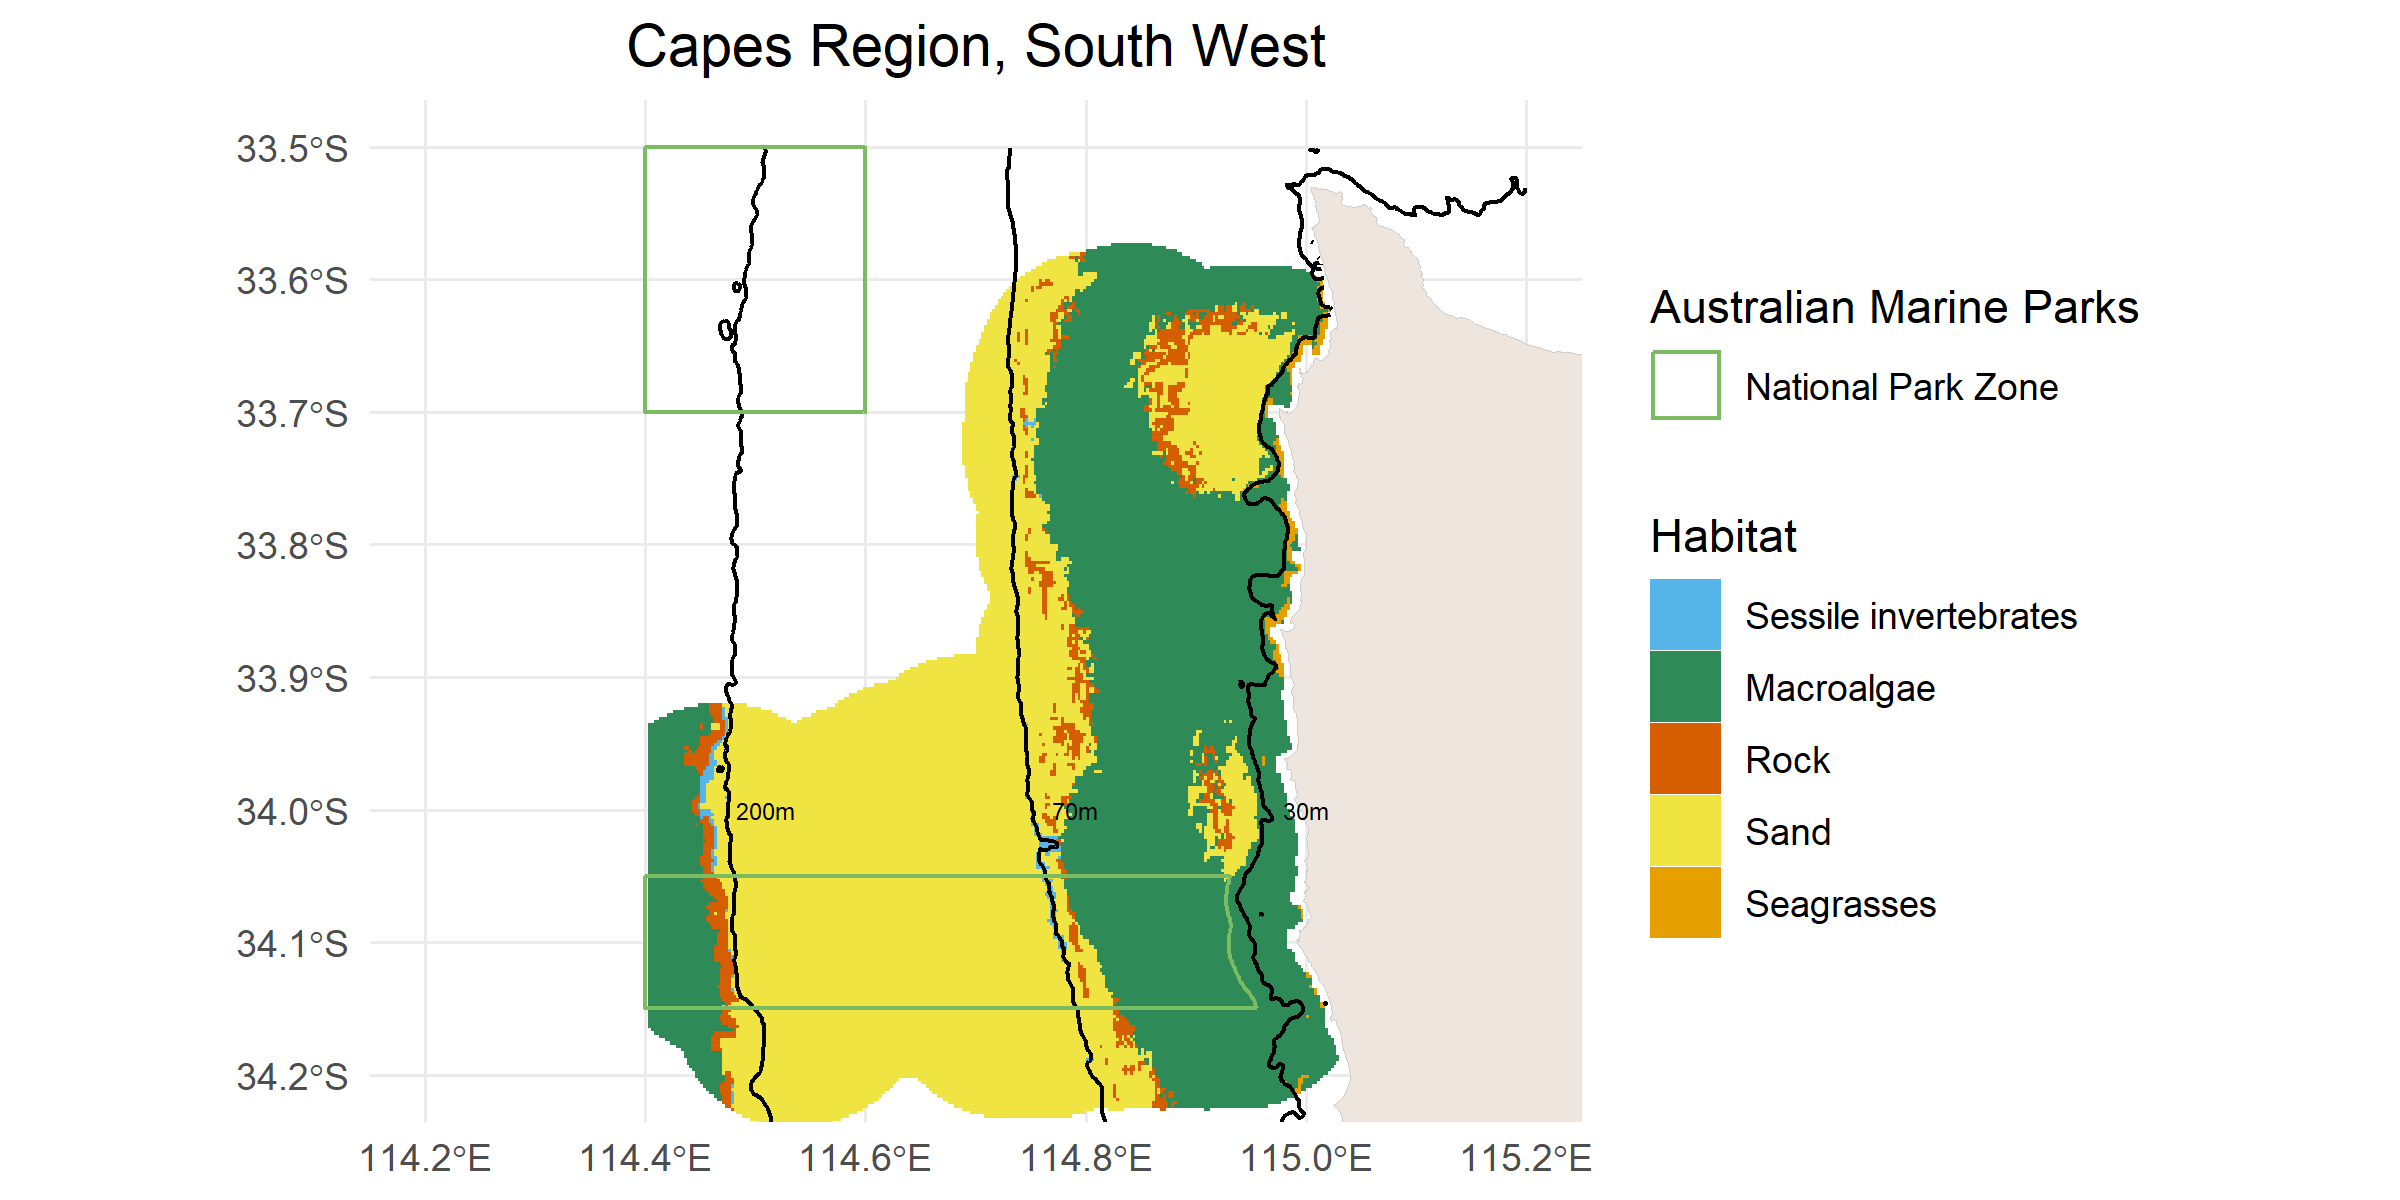 Capes Region, South West
33.5°S
33.6°S
33.7°S
33.8°S
33.9°S
34.0°S
34.1°S
34.2°S
200m
70m
30m
114.2°E
114.4°E
114.6°E
114.8°E
115.0°E
115.2°E
Australian Marine Parks
National Park Zone
Habitat
Sessile invertebrates
Macroalgae
Rock
Sand
Seagrasses